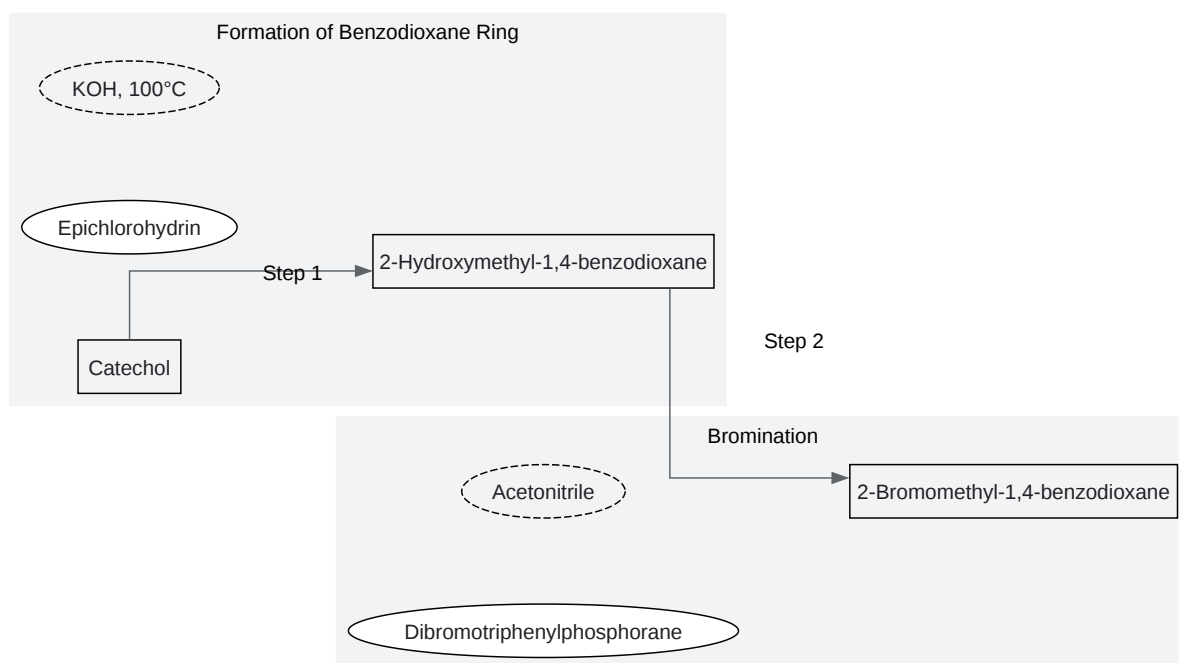 Formation of Benzodioxane Ring
KOH, 100°C
Epichlorohydrin
Step 1
2-Hydroxymethyl-1,4-benzodioxane
Catechol
Step 2
Bromination
Acetonitrile
2-Bromomethyl-1,4-benzodioxane
Dibromotriphenylphosphorane